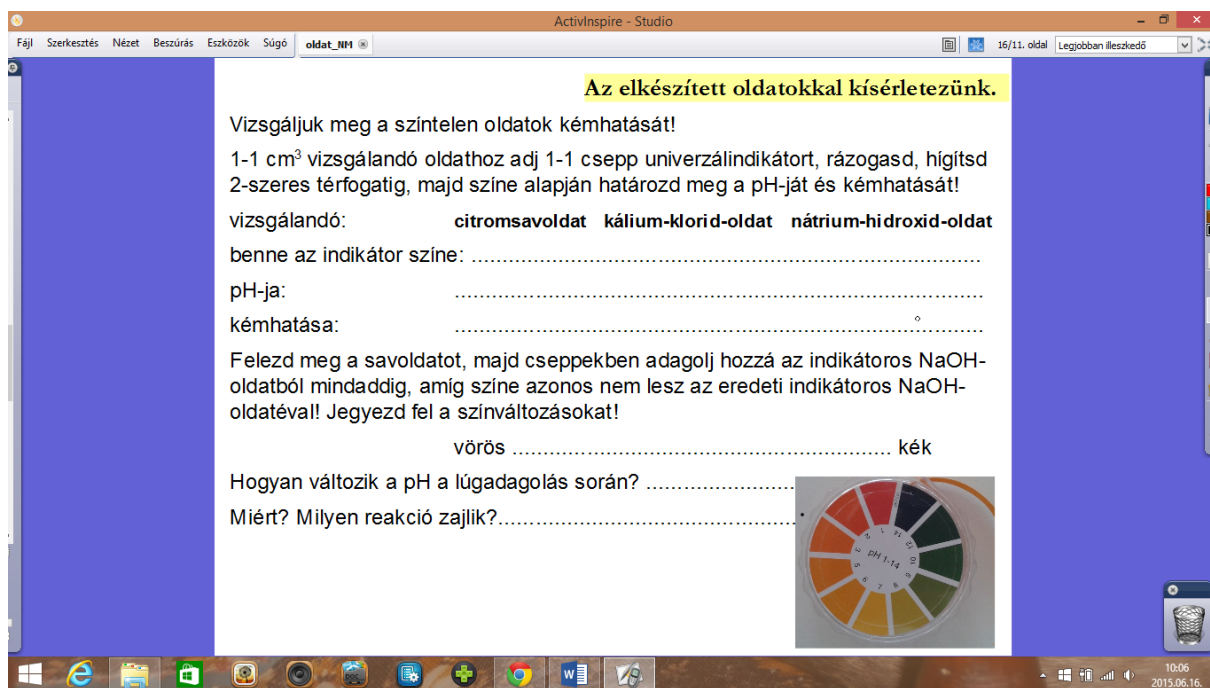 ActivInspire - Studio
Fájl Szerkesztés Nézet Beszúrás Eszközök Súgó oldat_NM 16/11. oldal Legjobban illeszkedő
Az elkészített oldatokkal kísérletezünk.
Vizsgáljuk meg a színtelen oldatok kémhatását!
1-1 cm³ vizsgálandó oldathoz adj 1-1 csepp univerzálindikátort, rázogasd, hígítsd
2-szeres térfogatig, majd színe alapján határozd meg a pH-ját és kémhatását!
vizsgálandó: citromsavoldat kálium-klorid-oldat nátrium-hidroxid-oldat
benne az indikátor színe: ................................................................................
pH-ja: ....................................................................................
kémhatása: ....................................................................................
Felezd meg a savoldatot, majd cseppekben adagolj hozzá az indikátoros NaOH-
oldatból mindaddig, amíg színe azonos nem lesz az eredeti indikátoros NaOH-
oldatéval! Jegyezd fel a színváltozásokat!
vörös ............................................................ kék
Hogyan változik a pH a lúgadagolás során? ........................
Miért? Milyen reakció zajlik?................................................
pH 1-14
10:06
2015.06.16.